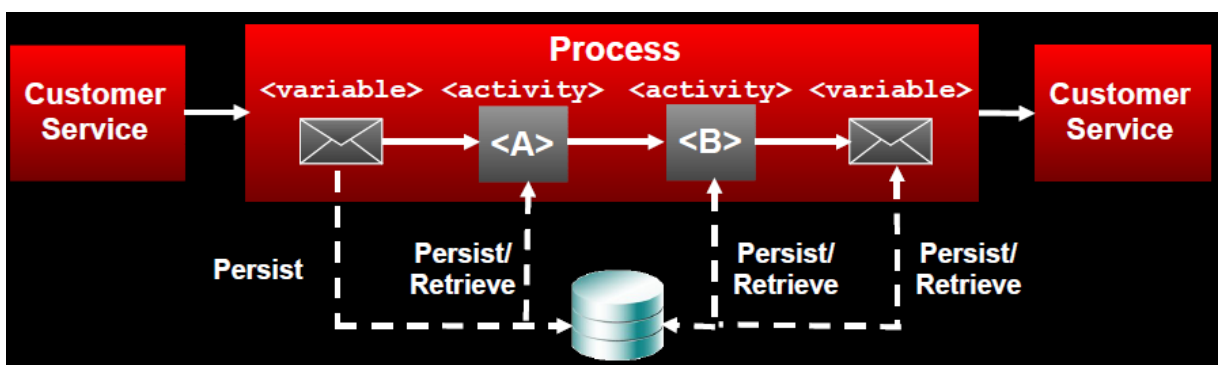 Process
Customer
Service
<variable> <activity> <activity> <variable>
<A>
<B>
Customer
Service
Persist
Persist/
Retrieve
Persist/
Retrieve
Persist/
Retrieve